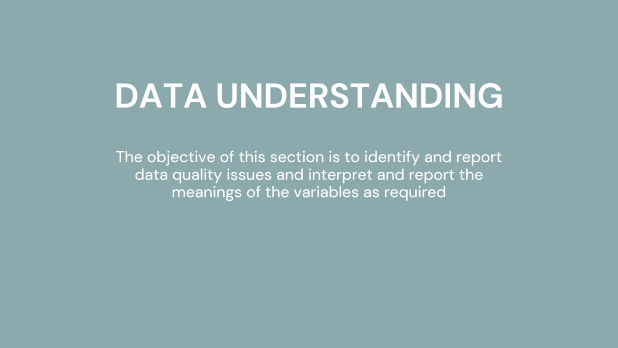 DATA UNDERSTANDING
The objective of this section is to identify and report
data quality issues and interpret and report the
meanings of the variables as required